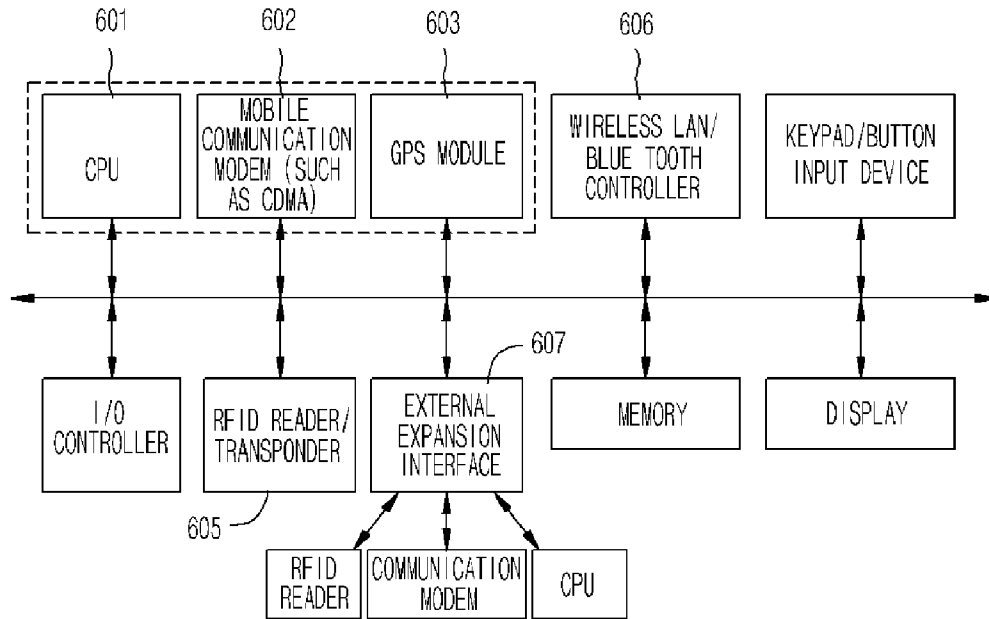 601
602
603
606
CPU
MOBILE
COMMUNICATION
MODEM (SUCH
AS CDMA)
GPS MODULE
WIRELESS LAN/
BLUE TOOTH
CONTROLLER
KEYPAD/BUTTON
INPUT DEVICE
607
I/O
CONTROLLER
RFID READER/
TRANSPONDER
EXTERNAL
EXPANSION
INTERFACE
MEMORY
DISPLAY
605
RFID
READER
COMMUNICATION
MODEM
CPU